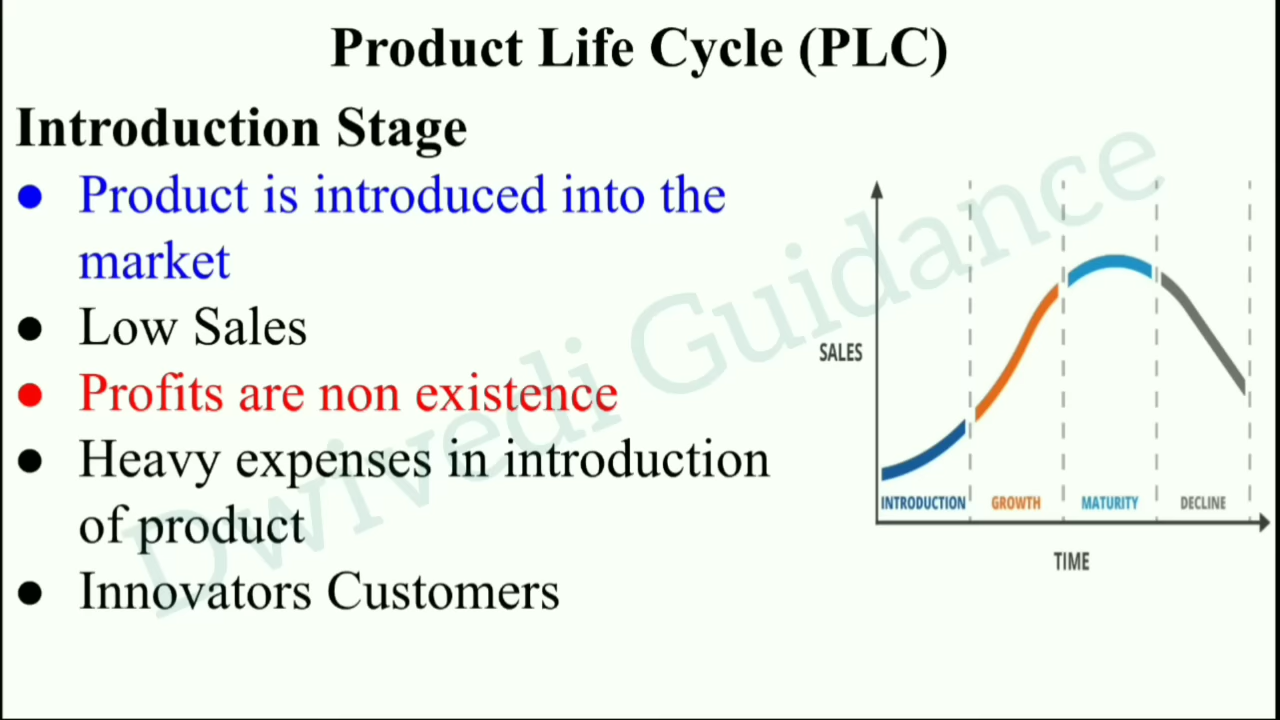 Product Life Cycle (PLC)
Introduction Stage
● Product is introduced into the
market
● Low Sales
● Profits are non existence
● Heavy expenses in introduction
of product
● Innovators Customers
SALES
INTRODUCTION
GROWTH
MATURITY
DECLINE
TIME
Dwivedi Guidance